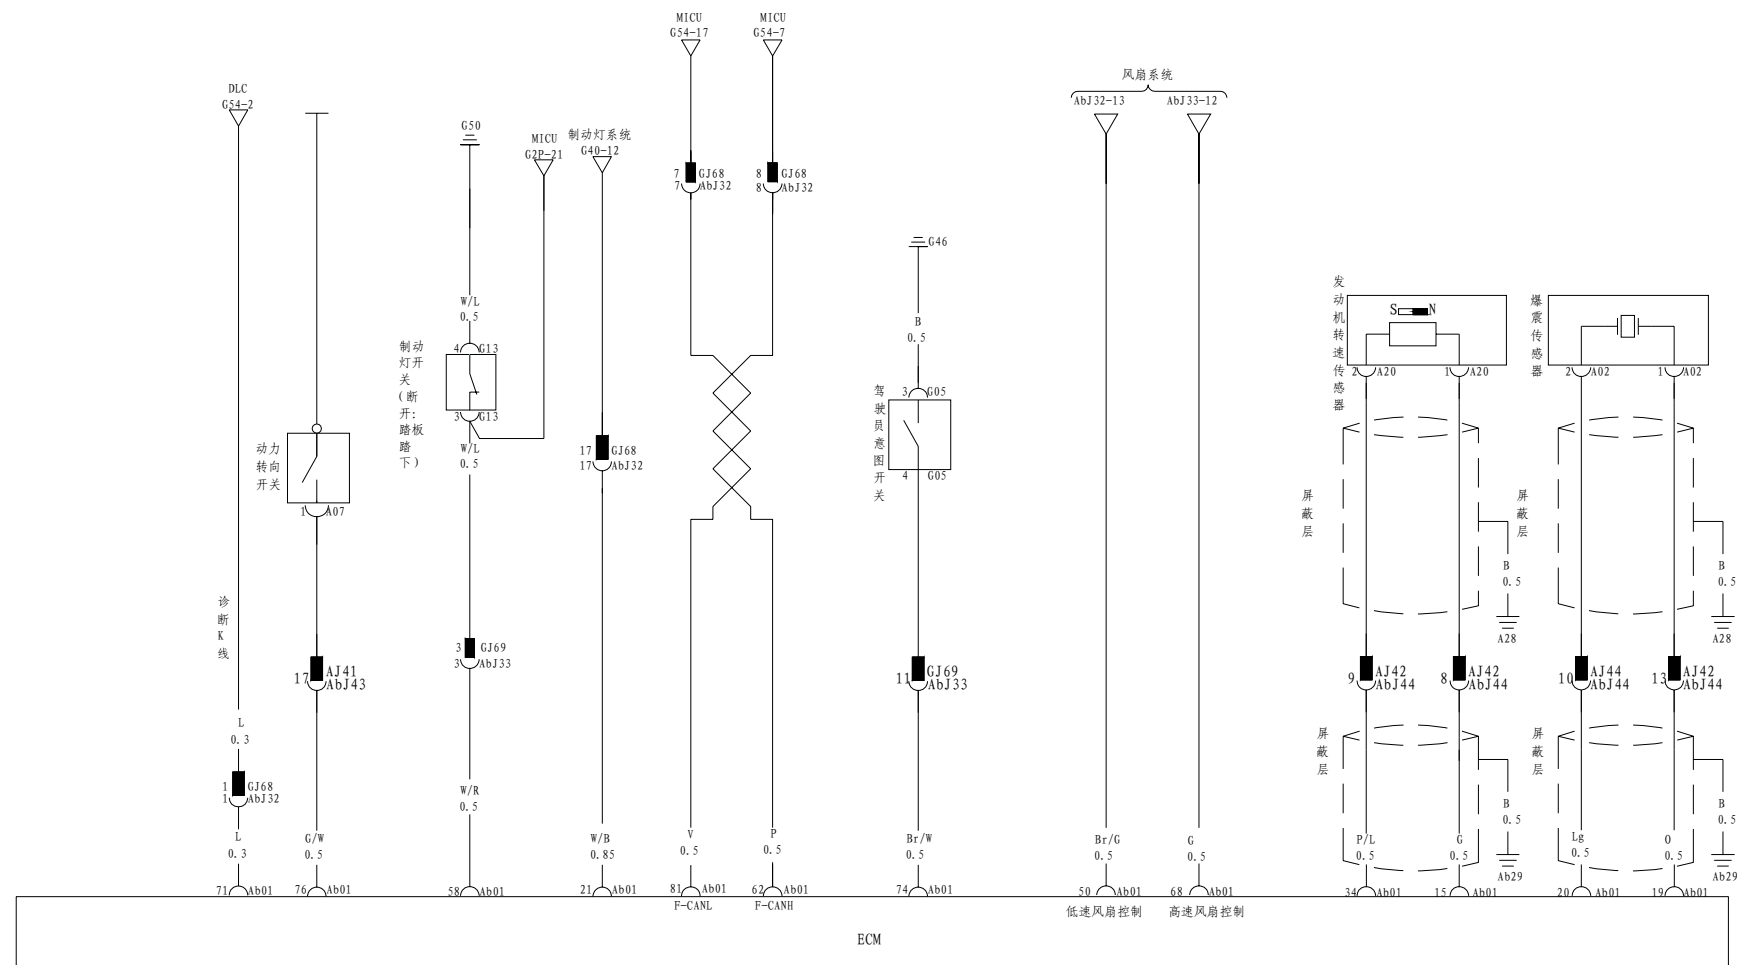 MICU
G54-17
MICU
G54-7
风扇系统
AbJ32-13
AbJ33-12
DLC
G54-2
G50
MICU
G2P-21
制动灯系统
G40-12
7
GJ68
7
AbJ32
8
GJ68
8
AbJ32
G46
W/L
0.5
B
0.5
制动
灯开
关
(断
开:
踏板
踏
下)
4
G13
3
G13
W/L
0.5
驾驶员意图开关
3
G05
4
G05
发动机转速传感器
S
N
2
A20
1
A20
爆震传感器
2
A02
1
A02
动力
转向
开关
1
A07
17
GJ68
17
AbJ32
屏蔽层
屏蔽层
B
0.5
A28
B
0.5
A28
诊断K线
17
AJ41
AbJ43
3
GJ69
3
AbJ33
11
GJ69
AbJ33
9
AJ42
AbJ44
8
AJ42
AbJ44
10
AJ44
AbJ44
13
AJ42
AbJ44
L
0.3
1
GJ68
1
AbJ32
W/R
0.5
屏蔽层
屏蔽层
B
0.5
Ab29
B
0.5
Ab29
L
0.3
G/W
0.5
W/B
0.85
V
0.5
P
0.5
Br/W
0.5
Br/G
0.5
G
0.5
P/L
0.5
G
0.5
Lg
0.5
O
0.5
71
Ab01
76
Ab01
58
Ab01
21
Ab01
81
Ab01
62
Ab01
74
Ab01
50
Ab01
68
Ab01
34
Ab01
15
Ab01
20
Ab01
19
Ab01
F-CANL
F-CANH
低速风扇控制
高速风扇控制
ECM